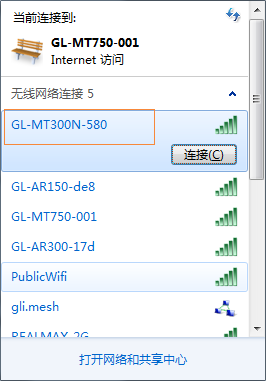 当前连接到:
GL-MT750-001
Internet 访问
无线网络连接 5
GL-MT300N-580
连接(C)
GL-AR150-de8
GL-MT750-001
GL-AR300-17d
PublicWifi
gli.mesh
REALMAX_2G
打开网络和共享中心